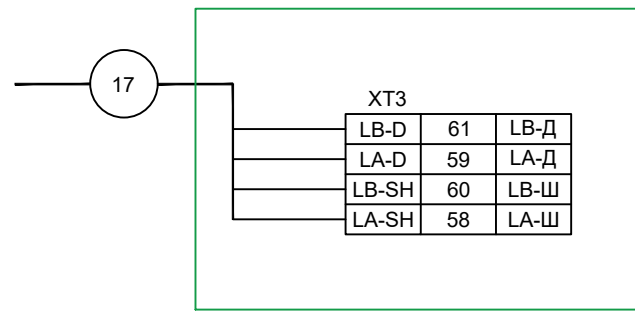 17
XT3
LB-D 61 LB-Д
LA-D 59 LA-Д
LB-SH 60 LB-Ш
LA-SH 58 LA-Ш